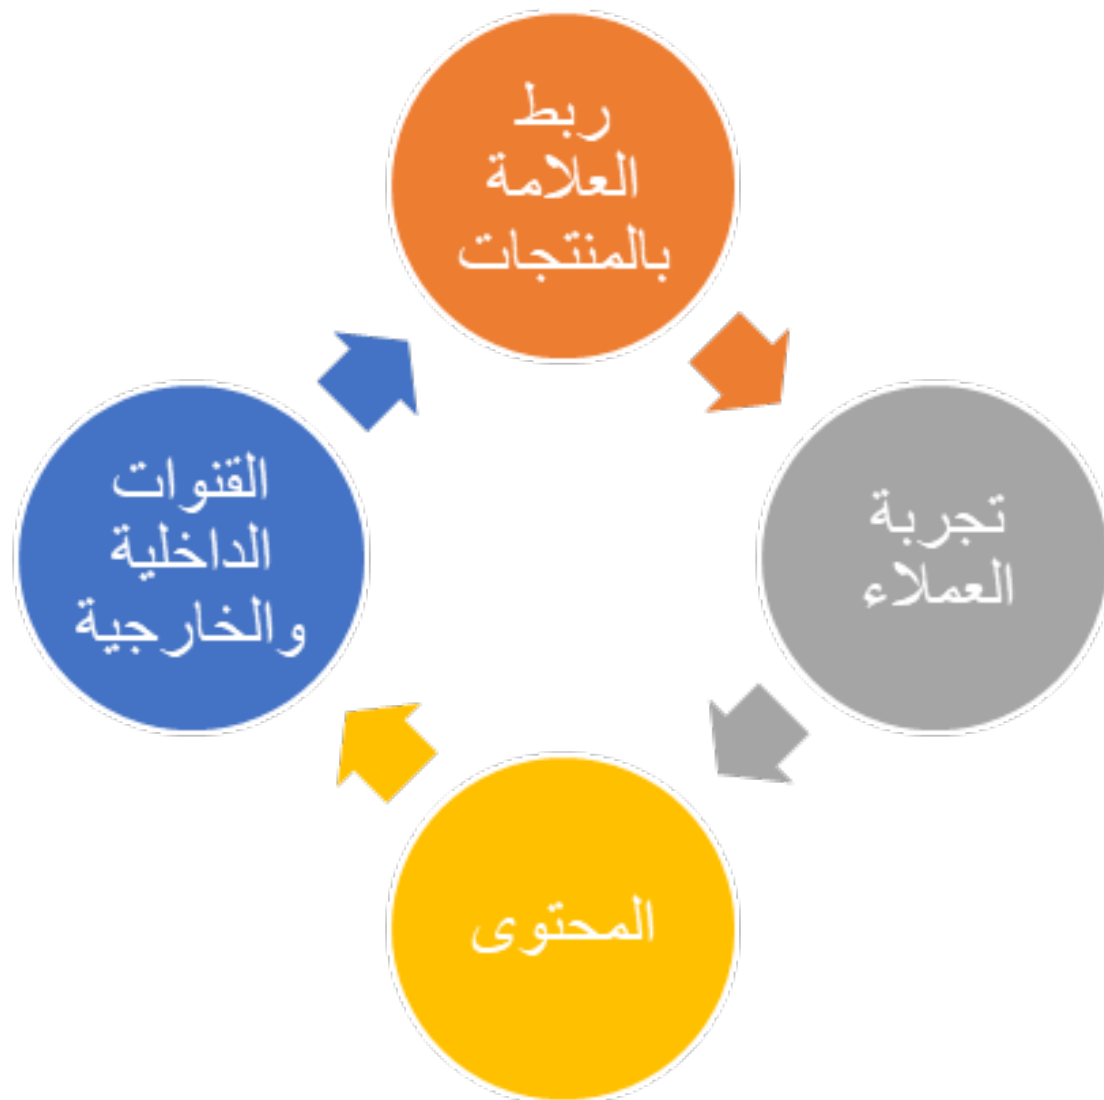 ربط
العلامة
بالمنتجات
تجربة
العملاء
المحتوى
القنوات
الداخلية
والخارجية